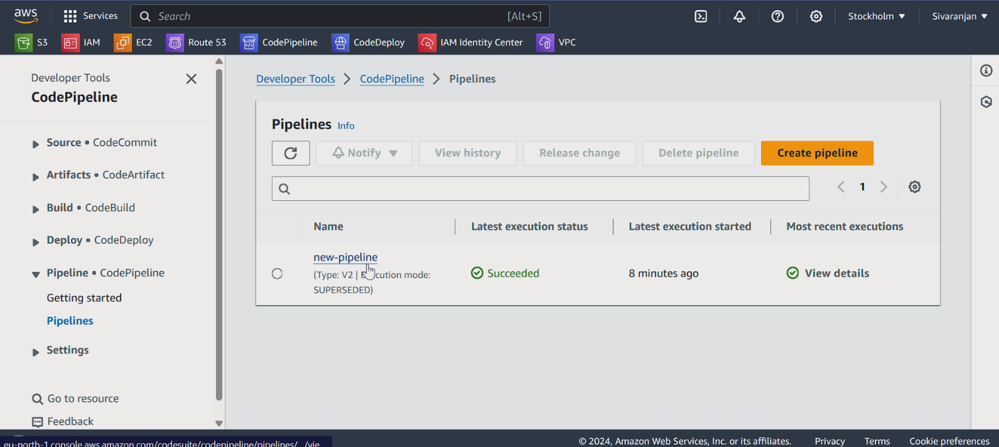 aws Services Search [Alt+S] Stockholm ▼ Sivaranjan ▼
S3 IAM EC2 Route 53 CodePipeline CodeDeploy IAM Identity Center VPC
Developer Tools
CodePipeline
Source • CodeCommit
Artifacts • CodeArtifact
Build • CodeBuild
Deploy • CodeDeploy
Pipeline • CodePipeline
Getting started
Pipelines
Settings
Go to resource
Feedback
Developer Tools > CodePipeline > Pipelines
Pipelines Info
Notify ▼ View history Release change Delete pipeline Create pipeline
1
Name Latest execution status Latest execution started Most recent executions
new-pipeline
(Type: V2 | Execution mode:
SUPERSEDED)
Succeeded 8 minutes ago View details
eu-north-1.console.aws.amazon.com/codesuite/codepipeline/pipelines/.../vie
© 2024, Amazon Web Services, Inc. or its affiliates. Privacy Terms Cookie preferences